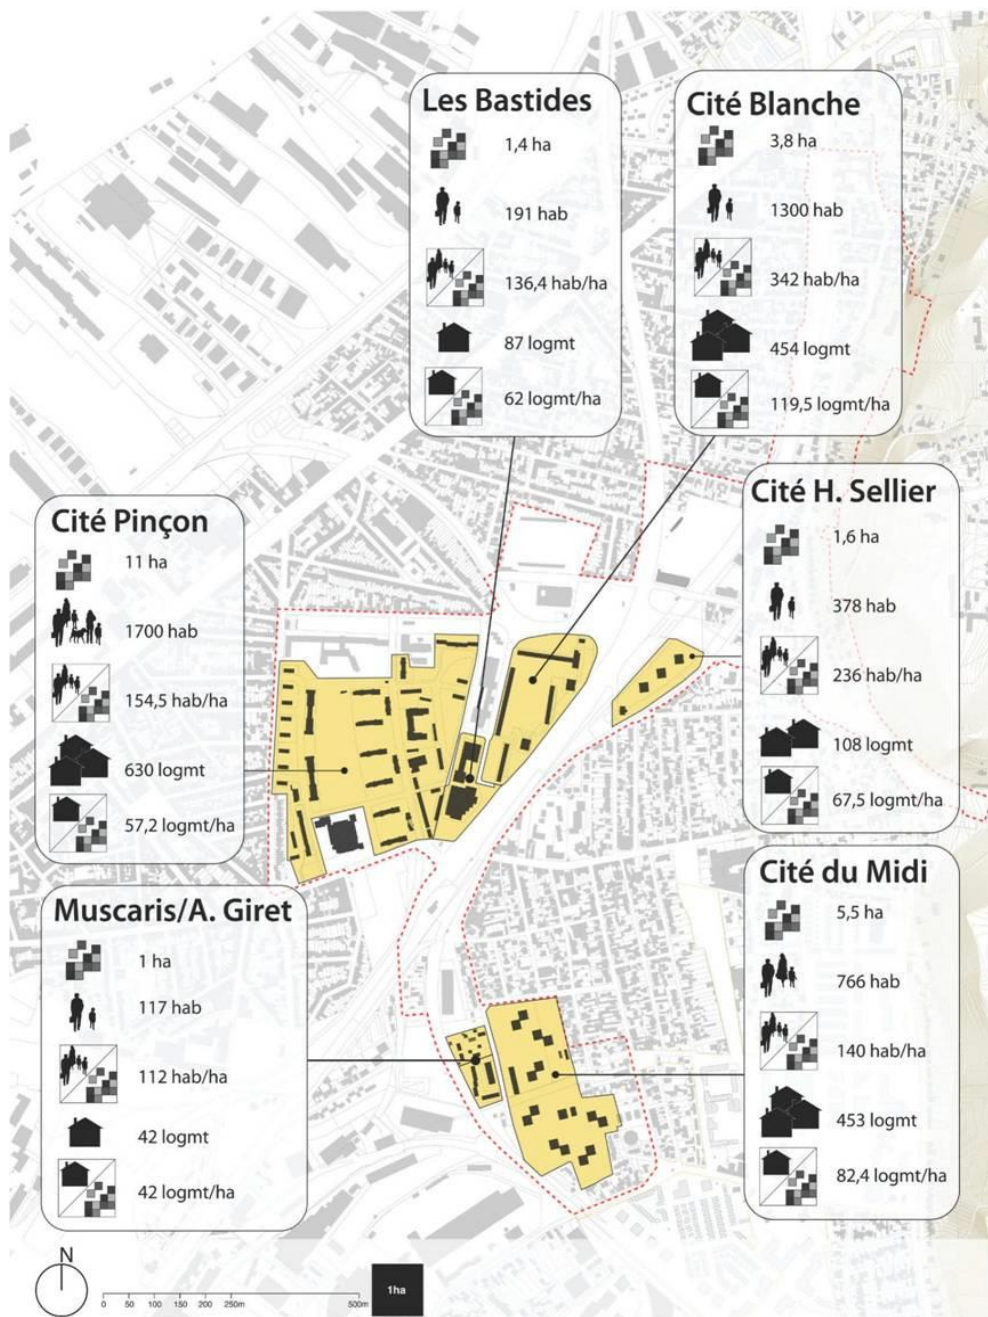 Les Bastides
1,4 ha
191 hab
136,4 hab/ha
87 logmt
62 logmt/ha
Cité Blanche
3,8 ha
1300 hab
342 hab/ha
454 logmt
119,5 logmt/ha
Cité Pinçon
11 ha
1700 hab
154,5 hab/ha
630 logmt
57,2 logmt/ha
Cité H. Sellier
1,6 ha
378 hab
236 hab/ha
108 logmt
67,5 logmt/ha
Muscaris/A. Giret
1 ha
117 hab
112 hab/ha
42 logmt
42 logmt/ha
Cité du Midi
5,5 ha
766 hab
140 hab/ha
453 logmt
82,4 logmt/ha
N
0 50 100 150 200 250m 500m
1ha